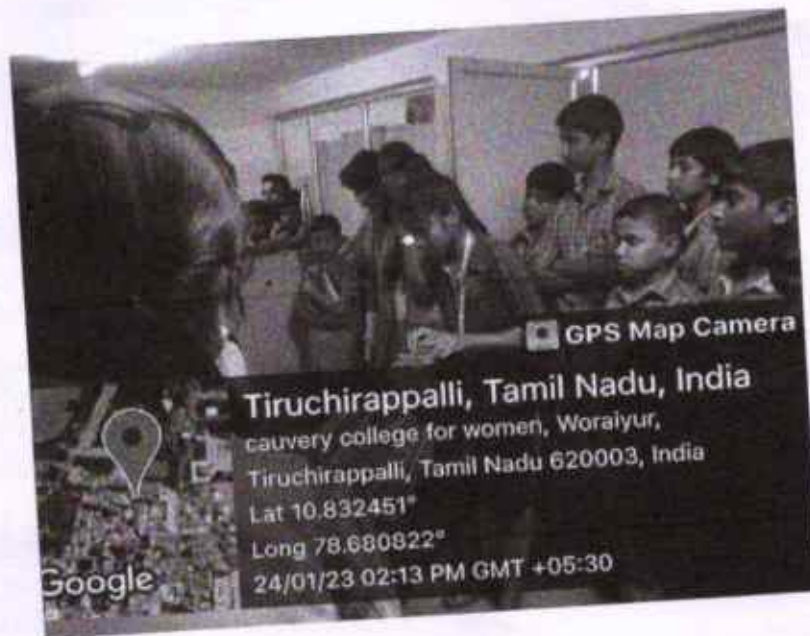 GPS Map Camera
Tiruchirappalli, Tamil Nadu, India
cauvery college for women, Woraiyur,
Tiruchirappalli, Tamil Nadu 620003, India
Lat 10.832451°
Long 78.680822°
24/01/23 02:13 PM GMT +05:30
Google